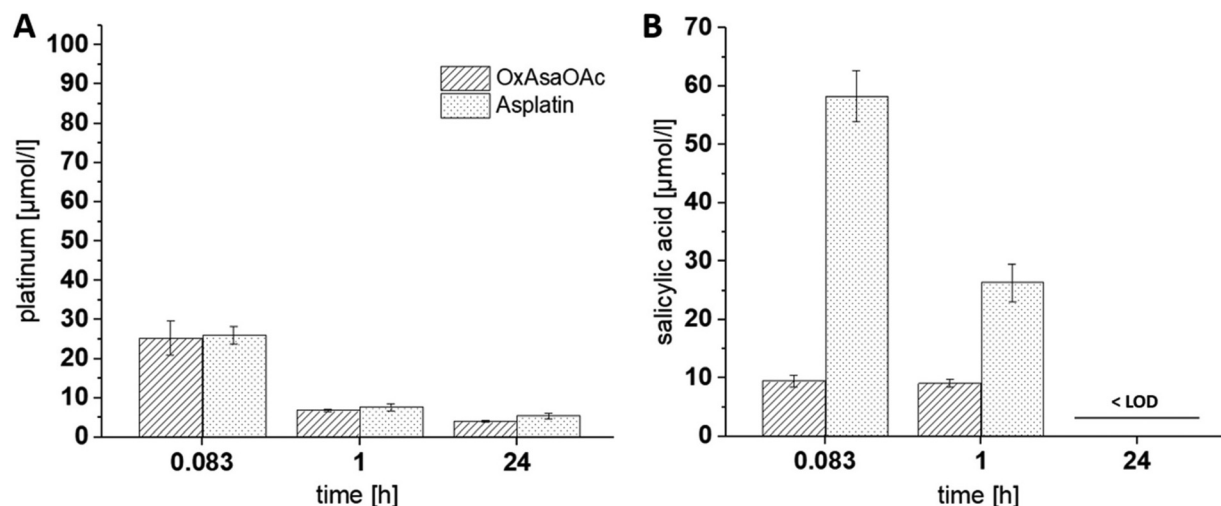 A
platinum [µmol/l]
100
90
80
70
60
50
40
30
20
10
0
OxAsaOAc
Asplatin
0.083 1 24
time [h]
B
salicylic acid [µmol/l]
70
60
50
40
30
20
10
0
< LOD
0.083 1 24
time [h]